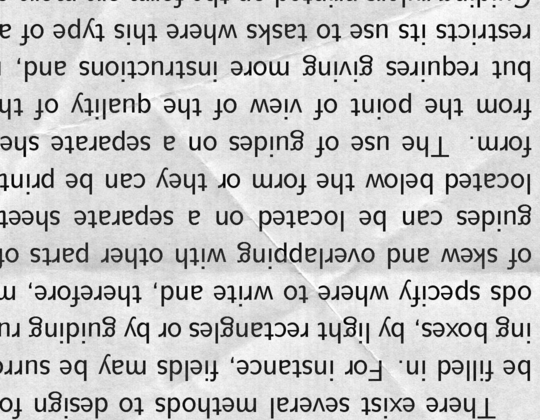 There exist several methods to design fo
be filled in. For instance, fields may be surro
ing boxes, by light rectangles or by guiding ru
ods specify where to write and, therefore, m
of skew and overlapping with other parts of
guides can be located on a separate sheet
located below the form or they can be print
form. The use of guides on a separate she
from the point of view of the quality of th
but requires giving more instructions and,
restricts its use to tasks where this type of a
Guiding rulers printed on the form are more